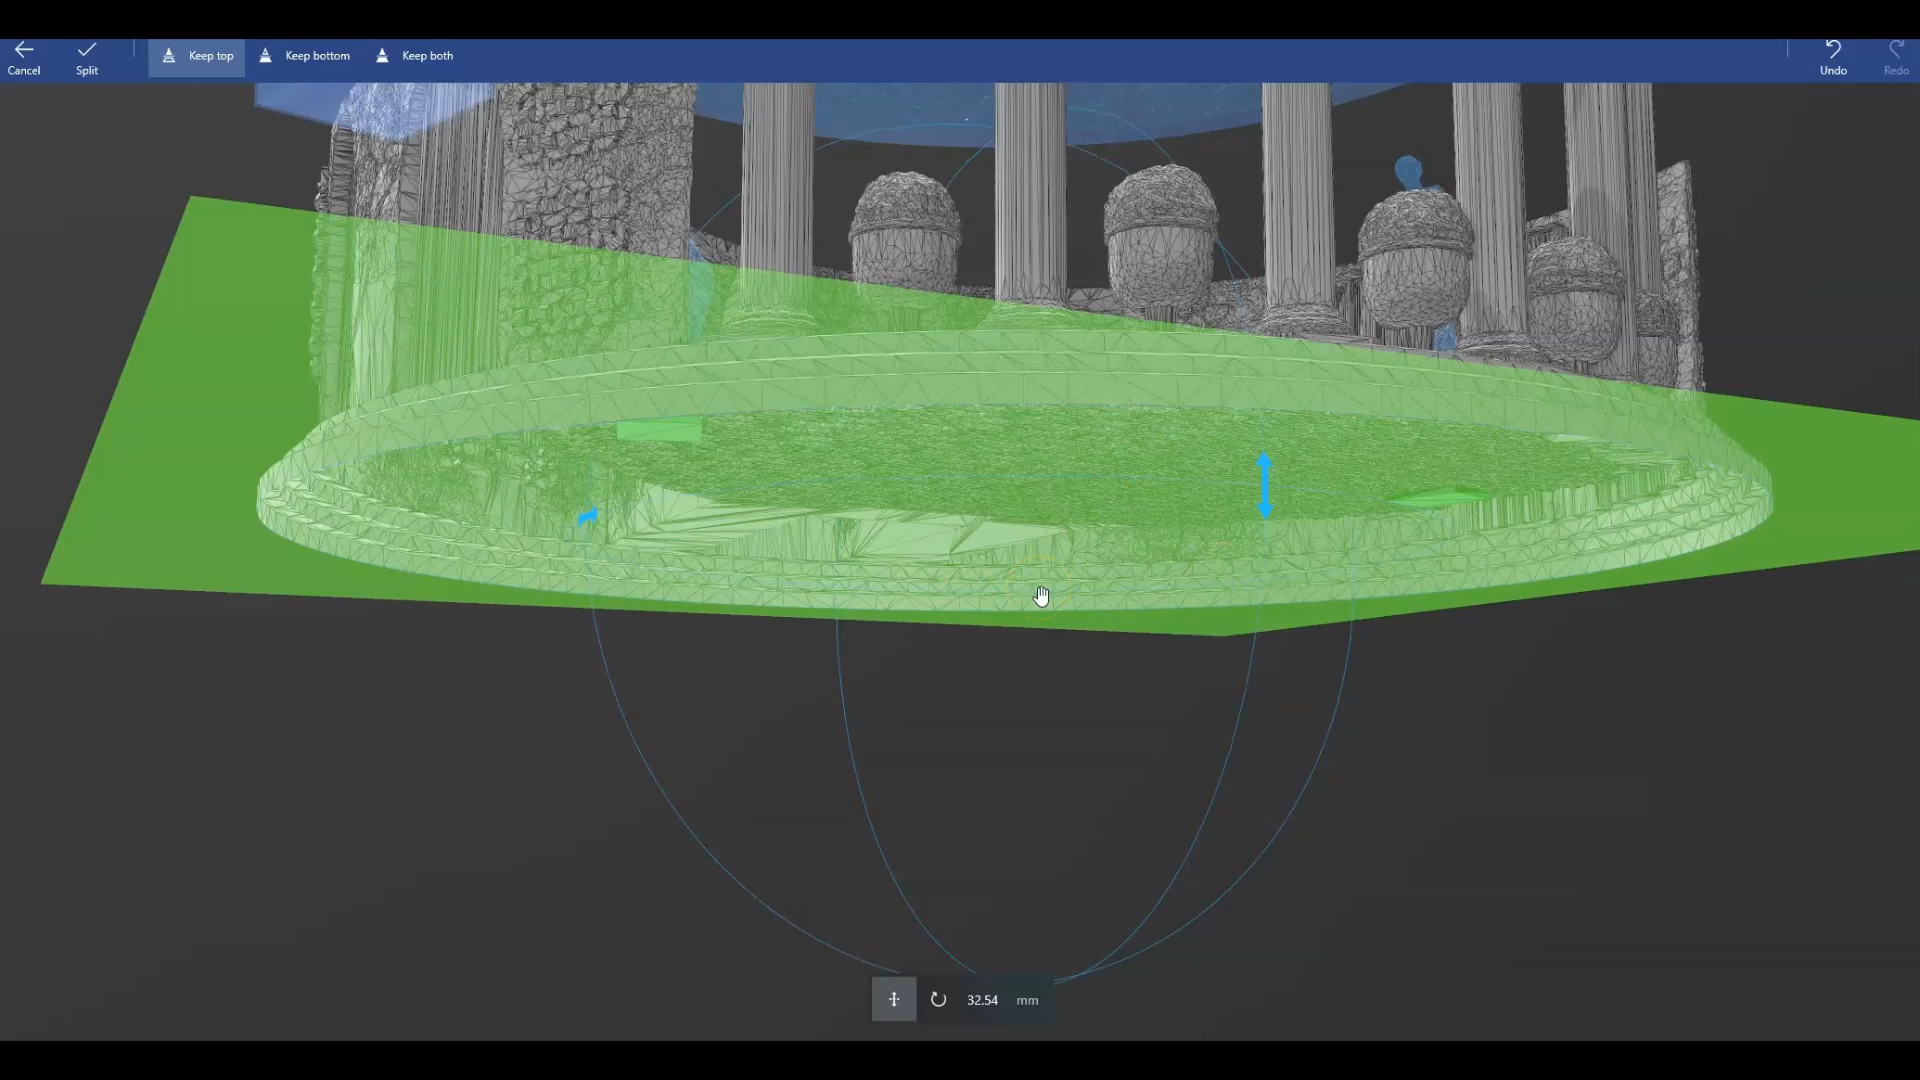 Cancel
Split
Keep top
Keep bottom
Keep both
Undo
Redo
32.54 mm